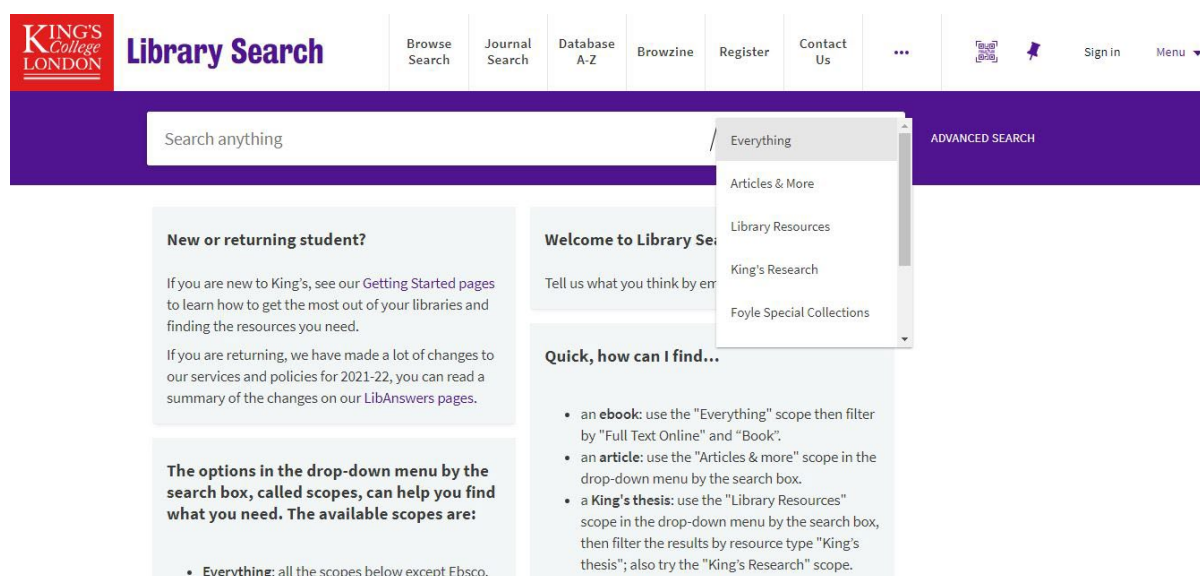 KING'S
College
LONDON
Library Search
Browse
Search
Journal
Search
Database
A-Z
Browzine
Register
Contact
Us
...
Sign in
Menu
Search anything
/
Everything
Articles & More
Library Resources
King's Research
Foyle Special Collections
ADVANCED SEARCH
New or returning student?
If you are new to King's, see our Getting Started pages
to learn how to get the most out of your libraries and
finding the resources you need.
If you are returning, we have made a lot of changes to
our services and policies for 2021-22, you can read a
summary of the changes on our LibAnswers pages.
The options in the drop-down menu by the
search box, called scopes, can help you find
what you need. The available scopes are:
• Everything: all the scopes below except Ebsco.
Welcome to Library Sea
Tell us what you think by em
Quick, how can I find...
• an ebook: use the "Everything" scope then filter
by "Full Text Online" and “Book”.
• an article: use the "Articles & more" scope in the
drop-down menu by the search box.
• a King's thesis: use the "Library Resources"
scope in the drop-down menu by the search box,
then filter the results by resource type "King's
thesis"; also try the "King's Research" scope.